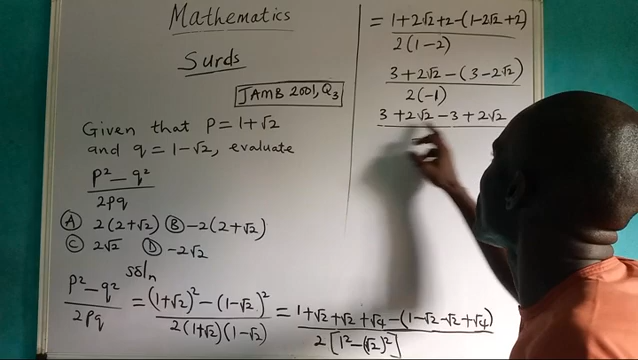 Mathematics
Surds
JAMB 2001, Q3
Given that P = 1+√2
and q = 1-√2, evaluate
P² - q²
2Pq
Ⓐ 2(2+√2) Ⓑ -2(2+√2)
Ⓒ 2√2 Ⓓ -2√2
soln
P² - q² = (1+√2)² - (1-√2)² = 1+√2+√2+√4-(1-√2-√2+√4)
2Pq 2(1+√2)(1-√2) 2[1²-(√2)²]
= 1+2√2+2-(1-2√2+2)
2(1-2)
3+2√2-(3-2√2)
2(-1)
3+2√2-3+2√2